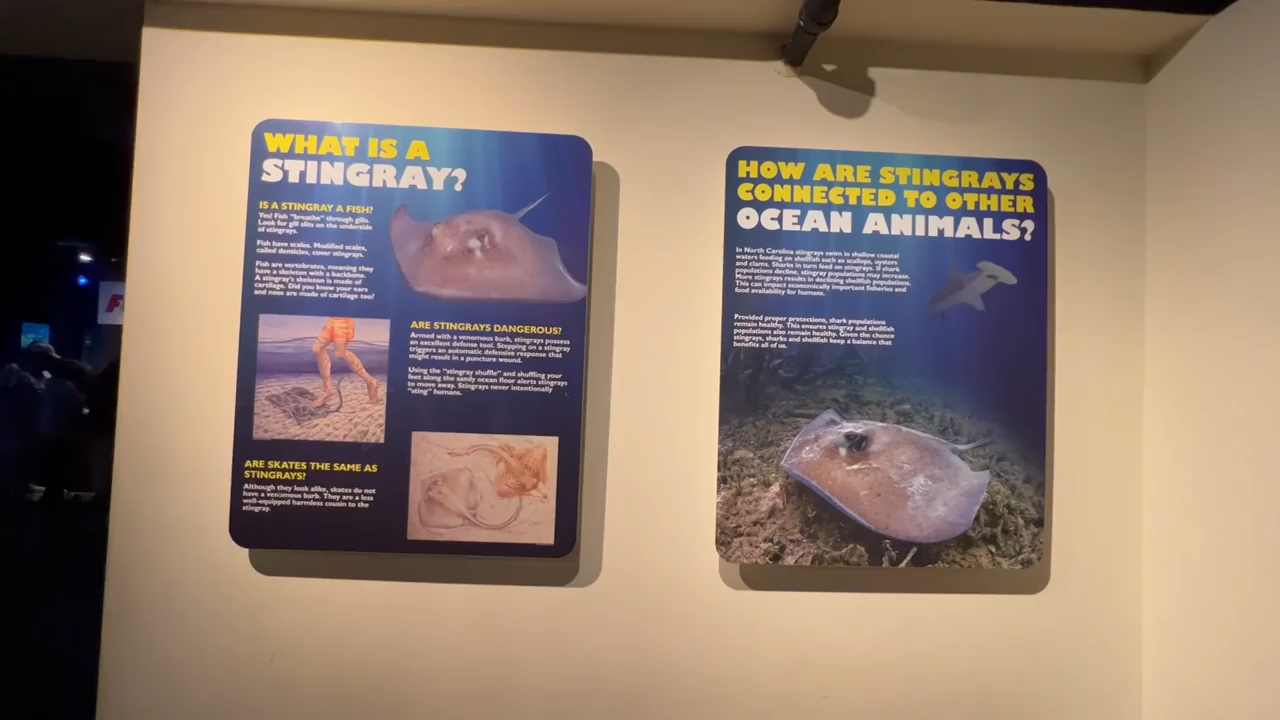 WHAT IS A
STINGRAY?
IS A STINGRAY A FISH?
Yes! Fish "breathe" through gills.
Look for gill slits on the underside
of stingrays.
Fish have scales. Modified scales,
called denticles, cover stingrays.
Fish are vertebrates, meaning they
have a skeleton with a backbone.
A stingray's skeleton is made of
cartilage. Did you know your ears
and nose are made of cartilage too?
ARE STINGRAYS DANGEROUS?
Armed with a venomous barb, stingrays possess
an excellent defense tool. Stepping on a stingray
triggers an automatic defensive response that
might result in a puncture wound.
Using the "stingray shuffle" and shuffling your
feet along the sandy ocean floor alerts stingrays
to move away. Stingrays never intentionally
"sting" humans.
ARE SKATES THE SAME AS
STINGRAYS?
Although they look alike, skates do not
have a venomous barb. They are a less
well-equipped harmless cousin to the
stingray.
HOW ARE STINGRAYS
CONNECTED TO OTHER
OCEAN ANIMALS?
In North Carolina stingrays swim in shallow coastal
waters feeding on shellfish such as scallops, oysters
and clams. Sharks in turn feed on stingrays. If shark
populations decline, stingray populations may increase.
More stingrays result in declining shellfish populations.
This can impact economically important fisheries and
food availability for humans.
Provided proper protections, shark populations
remain healthy. This ensures stingray and shellfish
populations also remain healthy. Given the chance
stingrays, sharks and shellfish keep a balance that
benefits all of us.